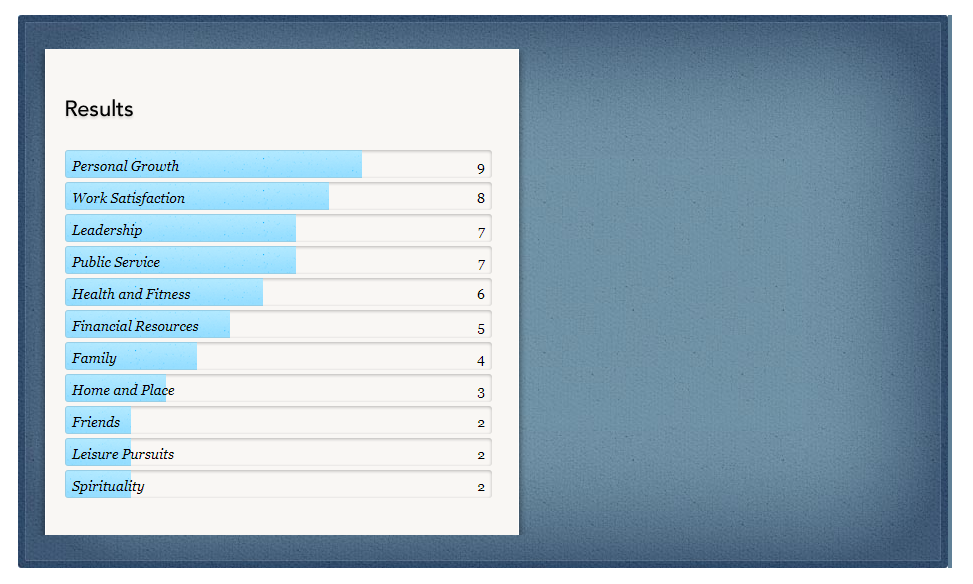 Results
Personal Growth 9
Work Satisfaction 8
Leadership 7
Public Service 7
Health and Fitness 6
Financial Resources 5
Family 4
Home and Place 3
Friends 2
Leisure Pursuits 2
Spirituality 2